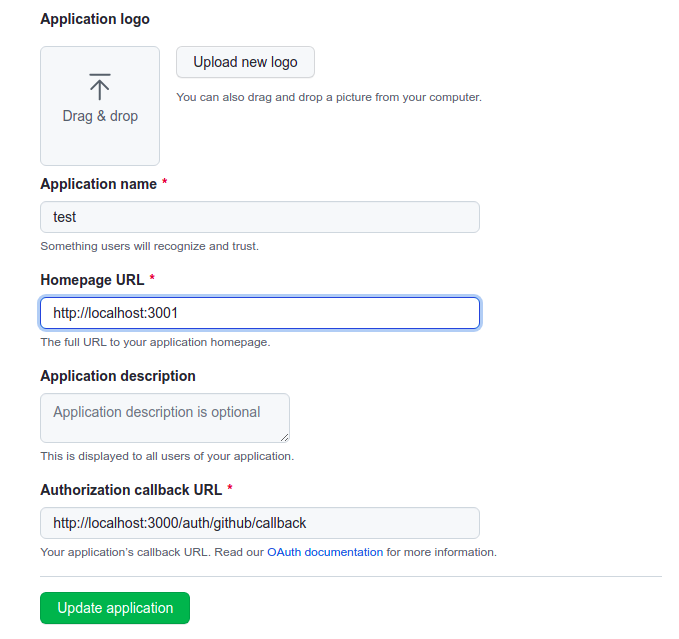 Application logo
Upload new logo
Drag & drop
You can also drag and drop a picture from your computer.
Application name *
test
Something users will recognize and trust.
Homepage URL *
http://localhost:3001
The full URL to your application homepage.
Application description
Application description is optional
This is displayed to all users of your application.
Authorization callback URL *
http://localhost:3000/auth/github/callback
Your application's callback URL. Read our OAuth documentation for more information.
Update application